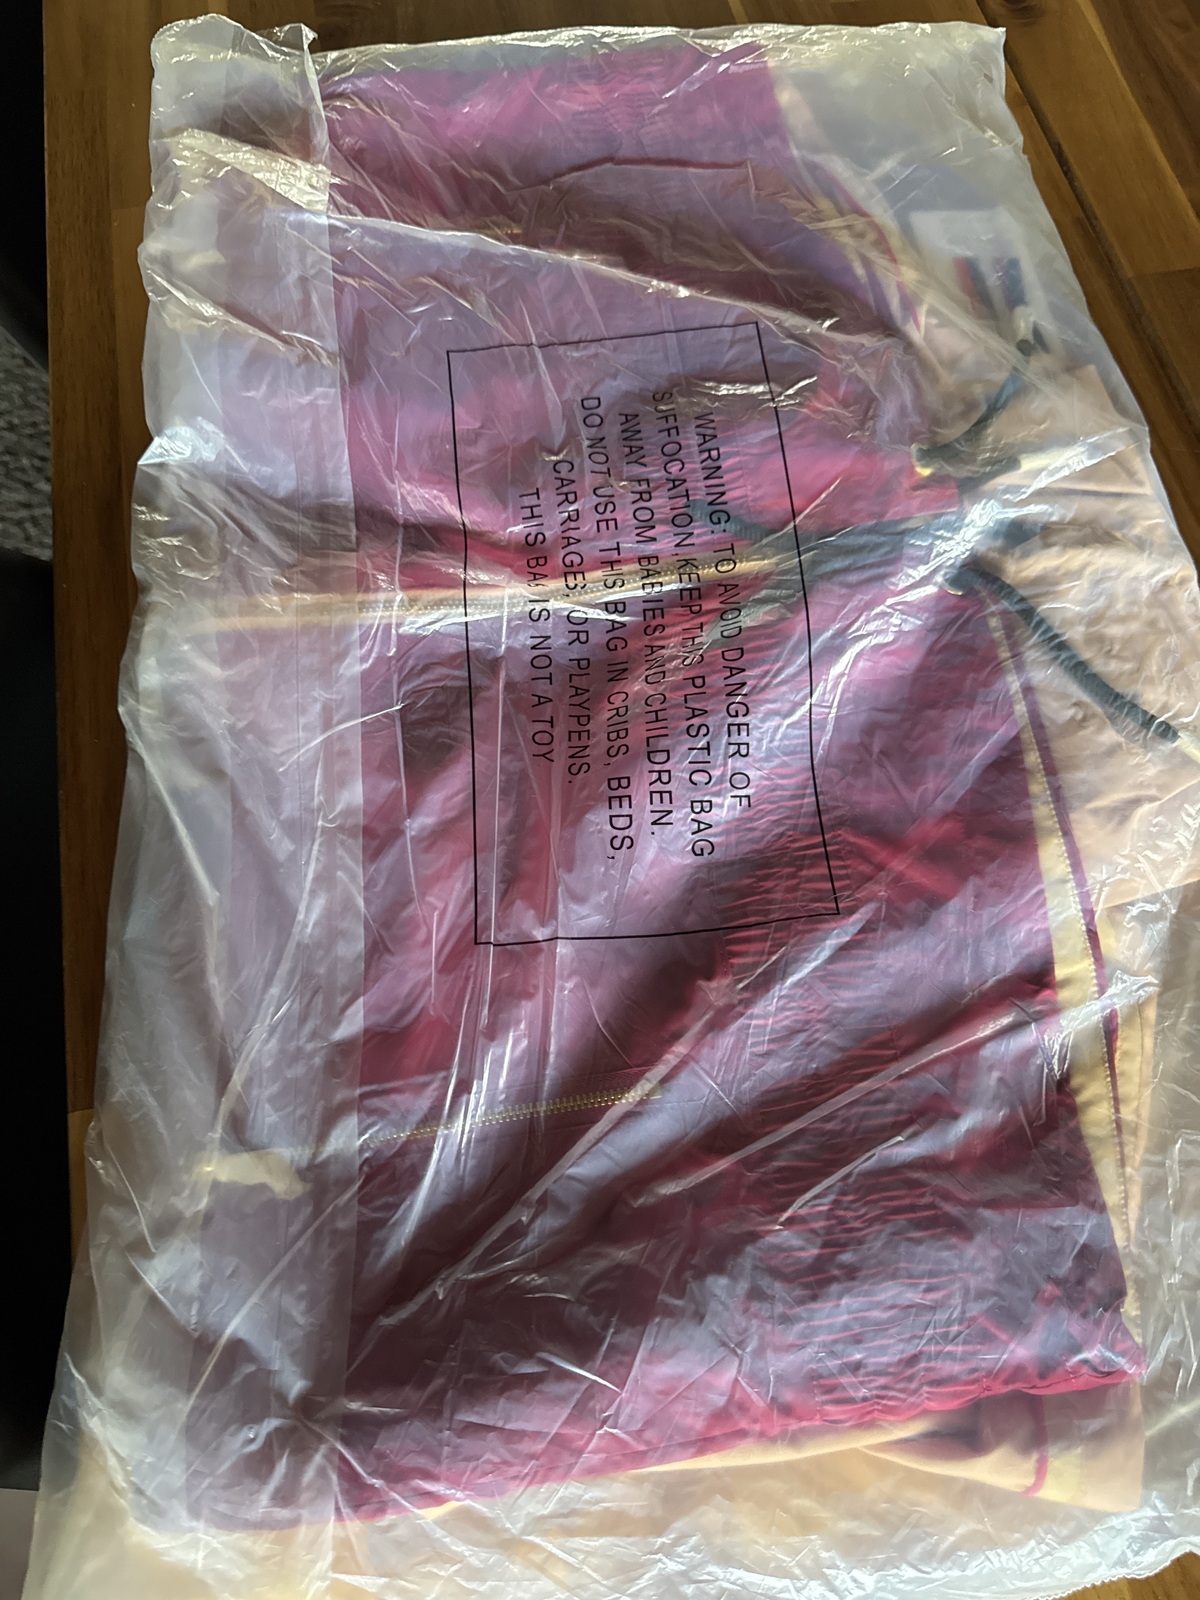 WARNING: TO AVOID DANGER OF
SUFFOCATION,KEEP THIS PLASTIC BAG
AWAY FROM BABIES AND CHILDREN.
DO NOT USE THIS BAG IN CRIBS, BEDS,
CARRIAGES, OR PLAYPENS.
THIS BAG IS NOT A TOY